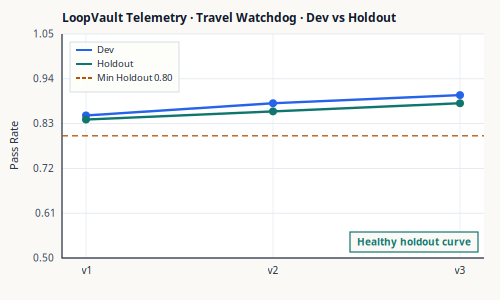 LoopVault Telemetry · Travel Watchdog · Dev vs Holdout
1.05
0.94
0.83
0.72
0.61
0.50
Pass Rate
Dev
Holdout
Min Holdout 0.80
Healthy holdout curve
v1
v2
v3